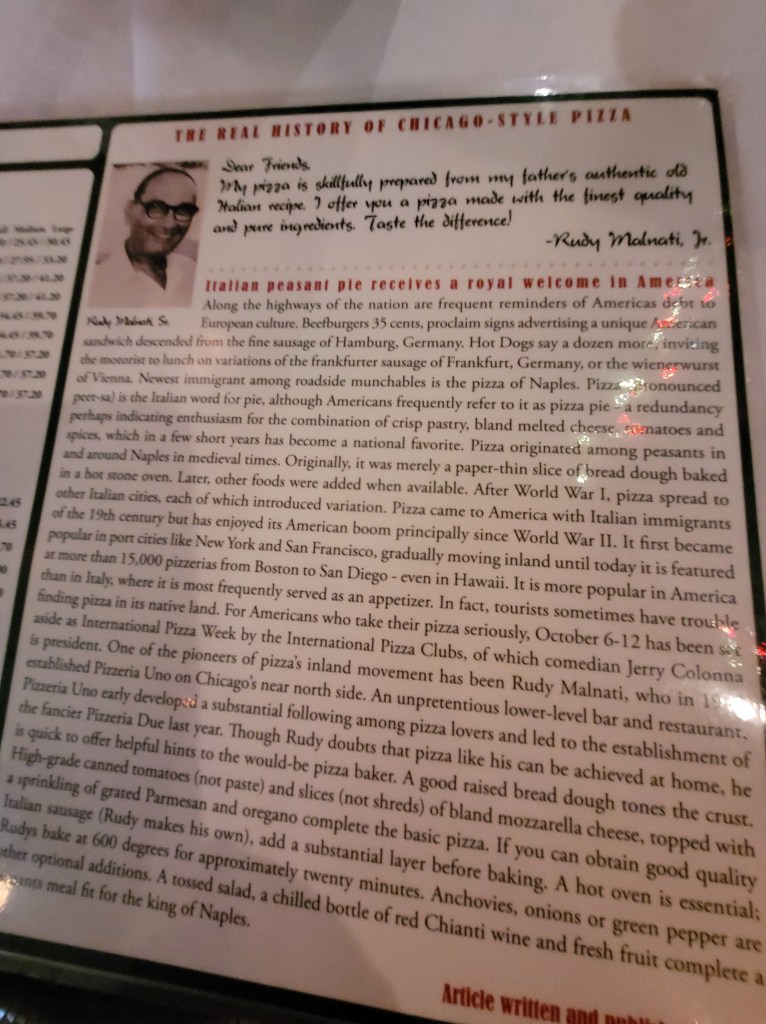 THE REAL HISTORY OF CHICAGO-STYLE PIZZA
Dear Friends,
My pizza is skillfully prepared from my father's authentic old
Italian recipe. I offer you a pizza made with the finest quality
and pure ingredients. Taste the difference!
-Rudy Malnati, Jr.
Rudy Malnati Sr.
Italian peasant pie receives a royal welcome in America
Along the highways of the nation are frequent reminders of Americas debt to
European culture. Beefburgers 35 cents, proclaim signs advertising a unique American
sandwich descended from the fine sausage of Hamburg, Germany. Hot Dogs say a dozen more, inviting
the motorist to lunch on variations of the frankfurter sausage of Frankfurt, Germany, or the wienerwurst
of Vienna. Newest immigrant among roadside munchables is the pizza of Naples. Pizza (pronounced
peet-sa) is the Italian word for pie, although Americans frequently refer to it as pizza pie - a redundancy
perhaps indicating enthusiasm for the combination of crisp pastry, bland melted cheese, tomatoes and
spices, which in a few short years has become a national favorite. Pizza originated among peasants in
and around Naples in medieval times. Originally, it was merely a paper-thin slice of bread dough baked
in a hot stone oven. Later, other foods were added when available. After World War I, pizza spread to
other Italian cities, each of which introduced variation. Pizza came to America with Italian immigrants
of the 19th century but has enjoyed its American boom principally since World War II. It first became
popular in port cities like New York and San Francisco, gradually moving inland until today it is featured
at more than 15,000 pizzerias from Boston to San Diego - even in Hawaii. It is more popular in America
than in Italy, where it is most frequently served as an appetizer. In fact, tourists sometimes have trouble
finding pizza in its native land. For Americans who take their pizza seriously, October 6-12 has been set
aside as International Pizza Week by the International Pizza Clubs, of which comedian Jerry Colonna
is president. One of the pioneers of pizza's inland movement has been Rudy Malnati, who in
established Pizzeria Uno on Chicago's near north side. An unpretentious lower-level bar and restaurant,
Pizzeria Uno early developed a substantial following among pizza lovers and led to the establishment of
the fancier Pizzeria Due last year. Though Rudy doubts that pizza like his can be achieved at home, he
is quick to offer helpful hints to the would-be pizza baker. A good raised bread dough tones the crust.
High-grade canned tomatoes (not paste) and slices (not shreds) of bland mozzarella cheese, topped with
a sprinkling of grated Parmesan and oregano complete the basic pizza. If you can obtain good quality
Italian sausage (Rudy makes his own), add a substantial layer before baking. A hot oven is essential;
Rudys bake at 600 degrees for approximately twenty minutes. Anchovies, onions or green pepper are
other optional additions. A tossed salad, a chilled bottle of red Chianti wine and fresh fruit complete a
meal fit for the king of Naples.
Article written and